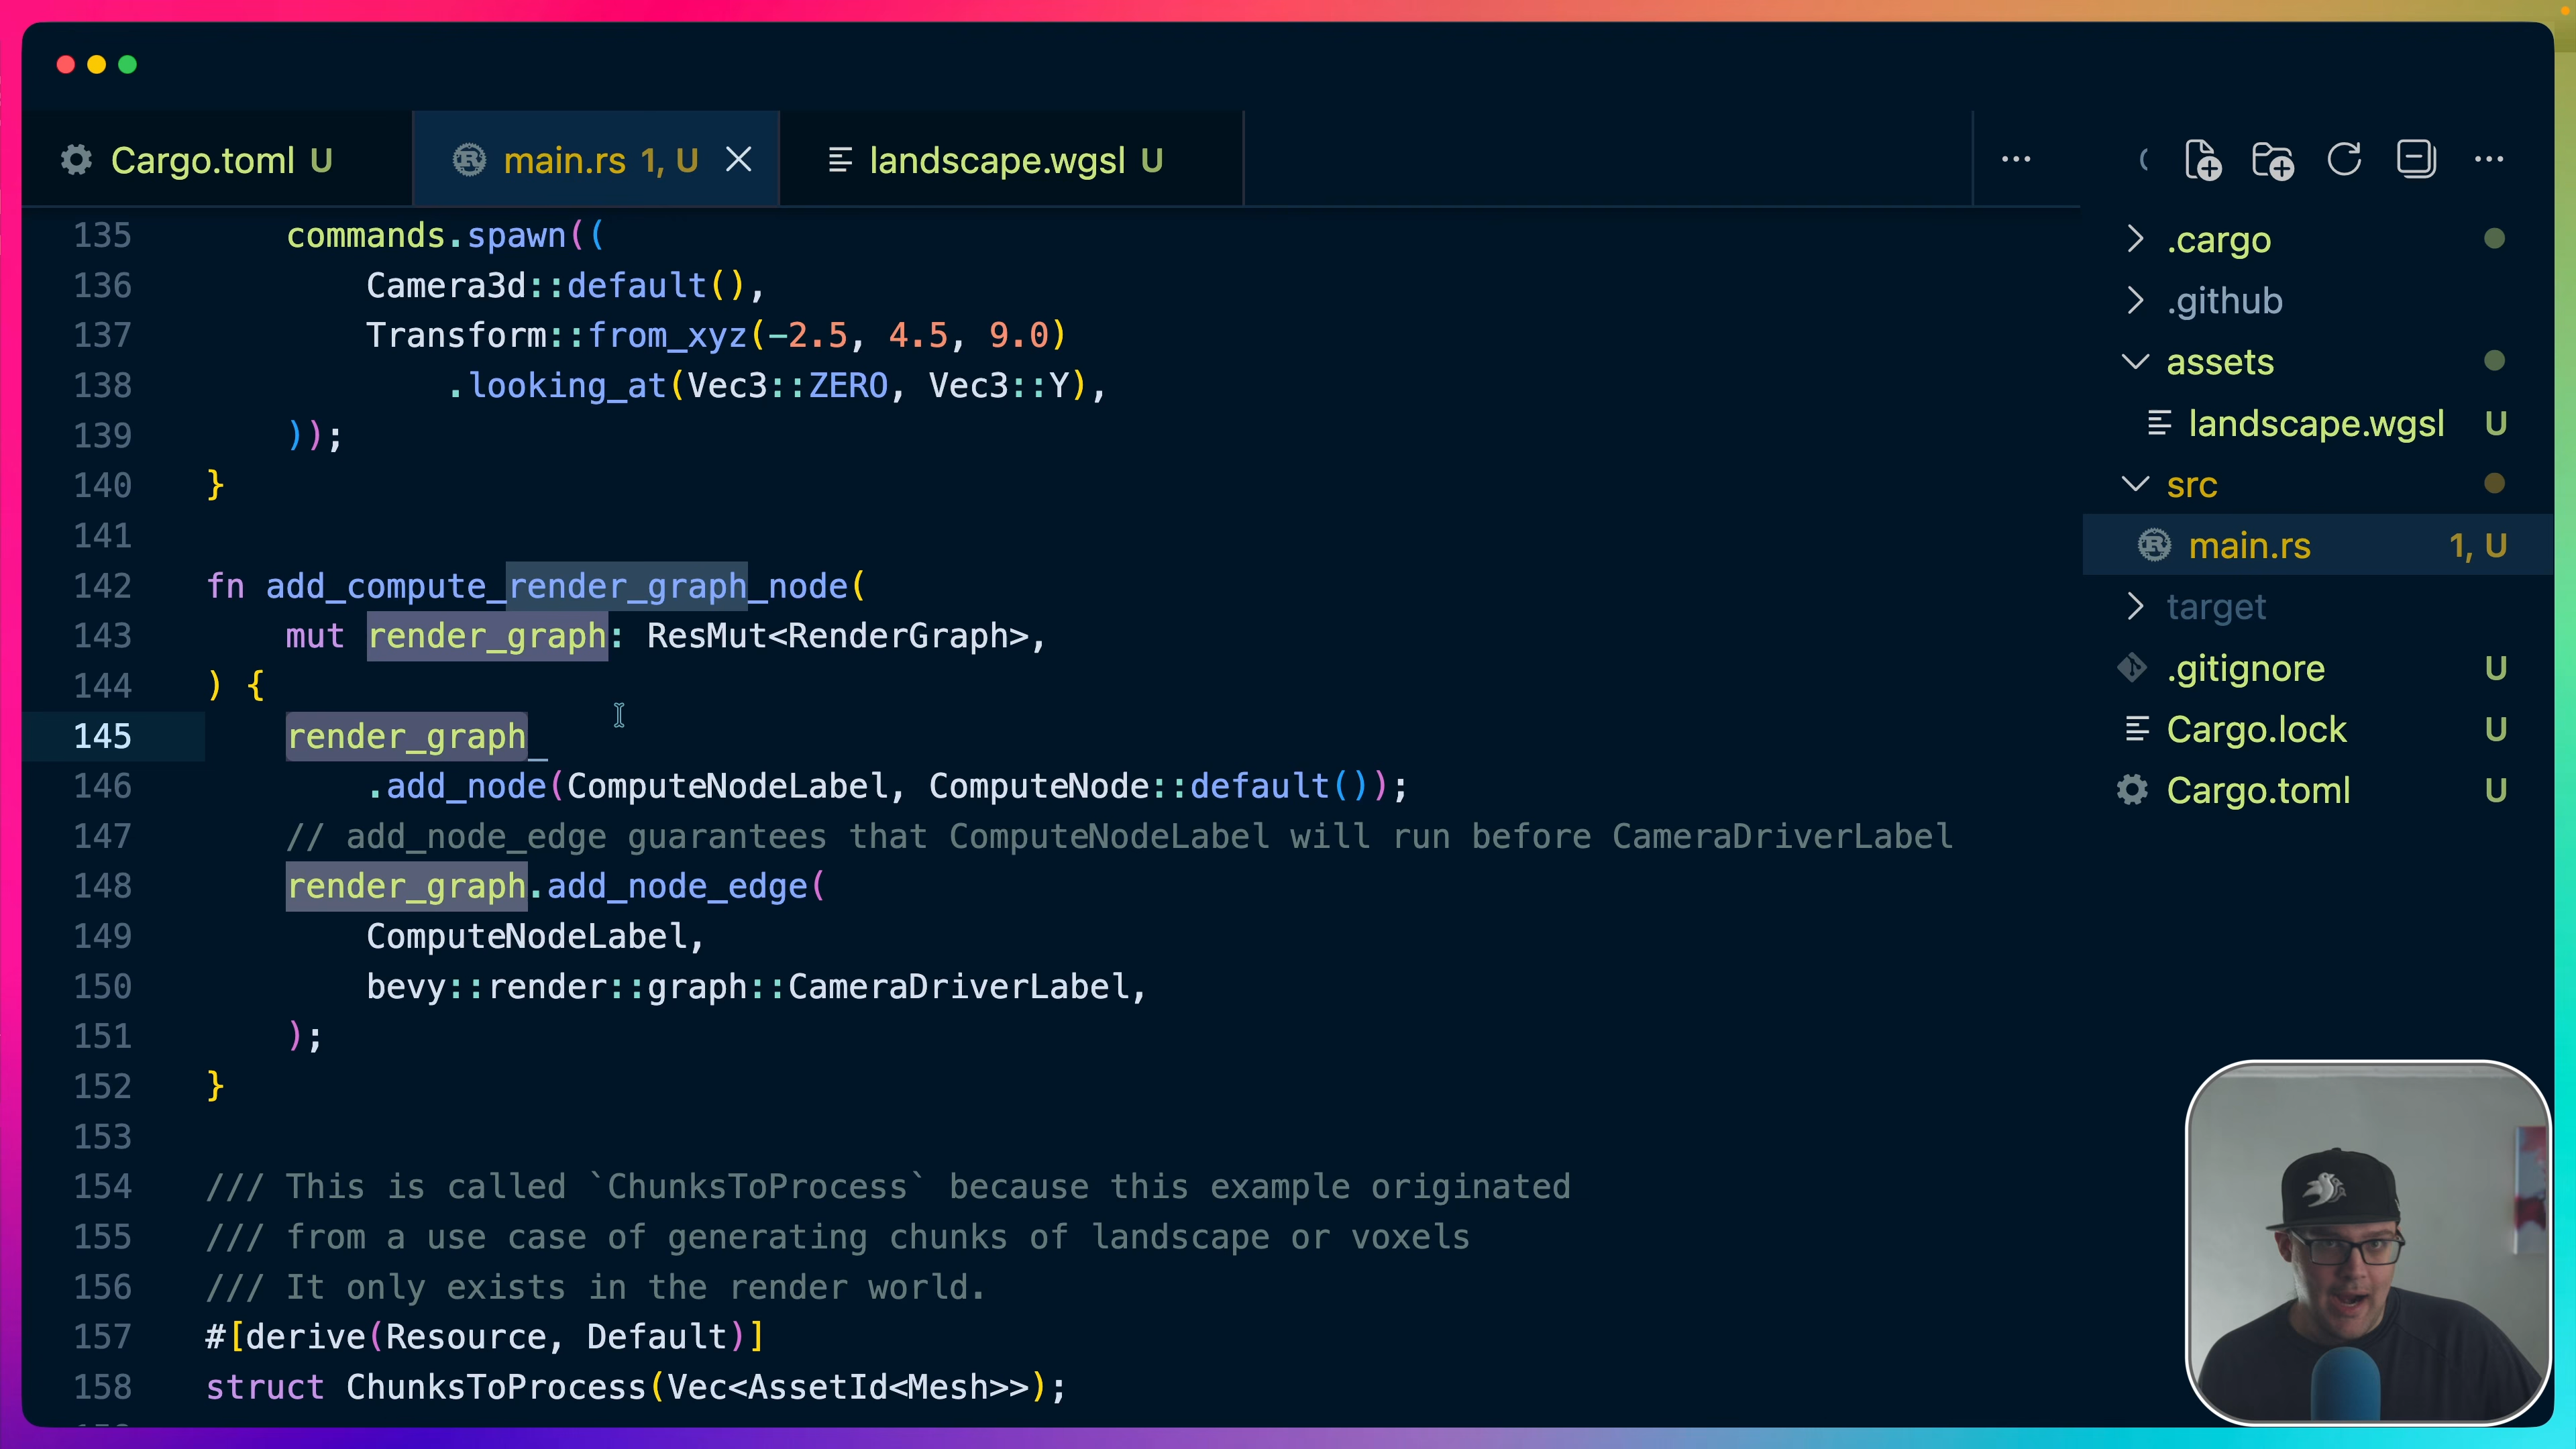 Cargo.toml U
main.rs 1, U
landscape.wgsl U
135 commands.spawn((
136 Camera3d::default(),
137 Transform::from_xyz(-2.5, 4.5, 9.0)
138 .looking_at(Vec3::ZERO, Vec3::Y),
139 ));
140 }
141
142 fn add_compute_render_graph_node(
143 mut render_graph: ResMut<RenderGraph>,
144 ) {
145 render_graph
146 .add_node(ComputeNodeLabel, ComputeNode::default());
147 // add_node_edge guarantees that ComputeNodeLabel will run before CameraDriverLabel
148 render_graph.add_node_edge(
149 ComputeNodeLabel,
150 bevy::render::graph::CameraDriverLabel,
151 );
152 }
153
154 /// This is called `ChunksToProcess` because this example originated
155 /// from a use case of generating chunks of landscape or voxels
156 /// It only exists in the render world.
157 #[derive(Resource, Default)]
158 struct ChunksToProcess(Vec<AssetId<Mesh>>);
.cargo
.github
assets
landscape.wgsl U
src
main.rs 1, U
target
.gitignore U
Cargo.lock U
Cargo.toml U